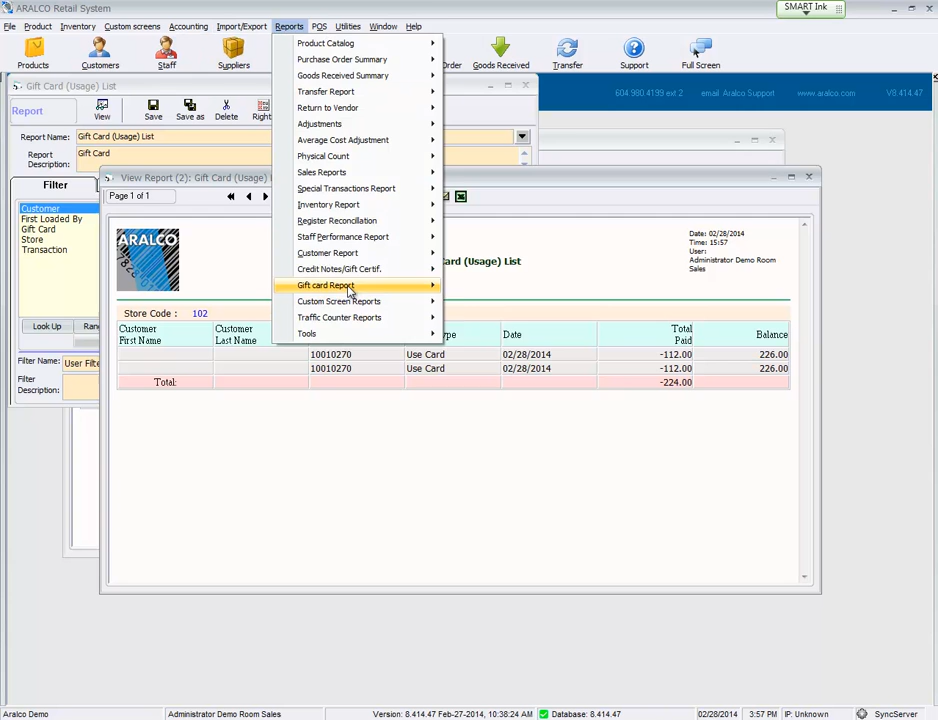 ARALCO Retail System
SMART Ink
File Product Inventory Custom screens Accounting Import/Export Reports POS Utilities Window Help
Products Customers Staff Suppliers Order Goods Received Transfer Support Full Screen
604.980.4199 ext 2 email Aralco Support www.aralco.com V8.414.47
Gift Card (Usage) List
Report View Save Save as Delete Right
Report Name: Gift Card (Usage) List
Report Description: Gift Card
Filter
Customer
First Loaded By
Gift Card
Store
Transaction
Look Up Ran
Filter Name: User Filte
Filter Description:
Product Catalog
Purchase Order Summary
Goods Received Summary
Transfer Report
Return to Vendor
Adjustments
Average Cost Adjustment
Physical Count
Sales Reports
Special Transactions Report
Inventory Report
Register Reconciliation
Staff Performance Report
Customer Report
Credit Notes/Gift Certif.
Gift card Report
Custom Screen Reports
Traffic Counter Reports
Tools
View Report (2): Gift Card (Usage) L
Page 1 of 1
ARALCO
Card (Usage) List
Date: 02/28/2014
Time: 15:57
User:
Administrator Demo Room
Sales
Store Code : 102
Customer First Name Customer Last Name ype Date Total Paid Balance
10010270 Use Card 02/28/2014 -112.00 226.00
10010270 Use Card 02/28/2014 -112.00 226.00
Total: -224.00
Aralco Demo Administrator Demo Room Sales Version: 8.414.47 Feb-27-2014, 10:38:24 AM Database: 8.414.47 02/28/2014 3:57 PM IP: Unknown SyncServer